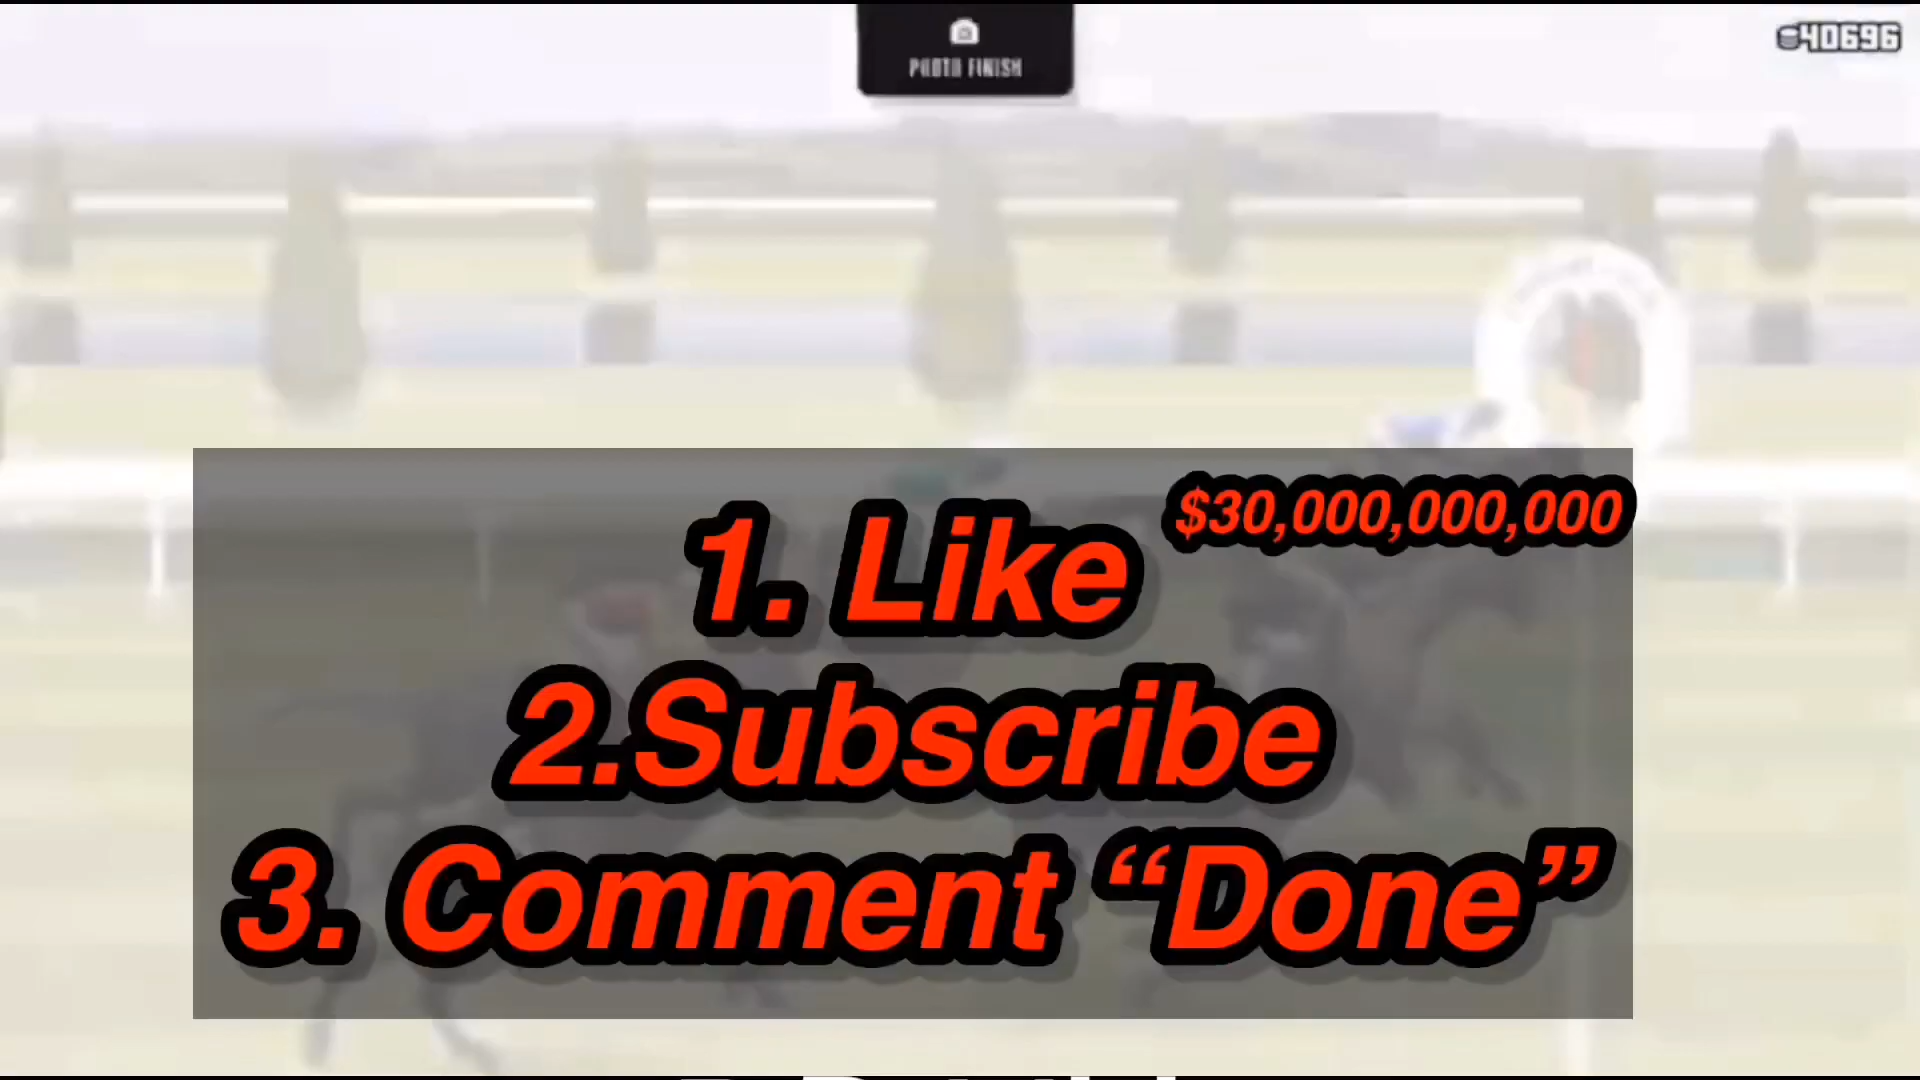 PHOTO FINISH
40696
$30,000,000,000
1. Like
2.Subscribe
3. Comment “Done”